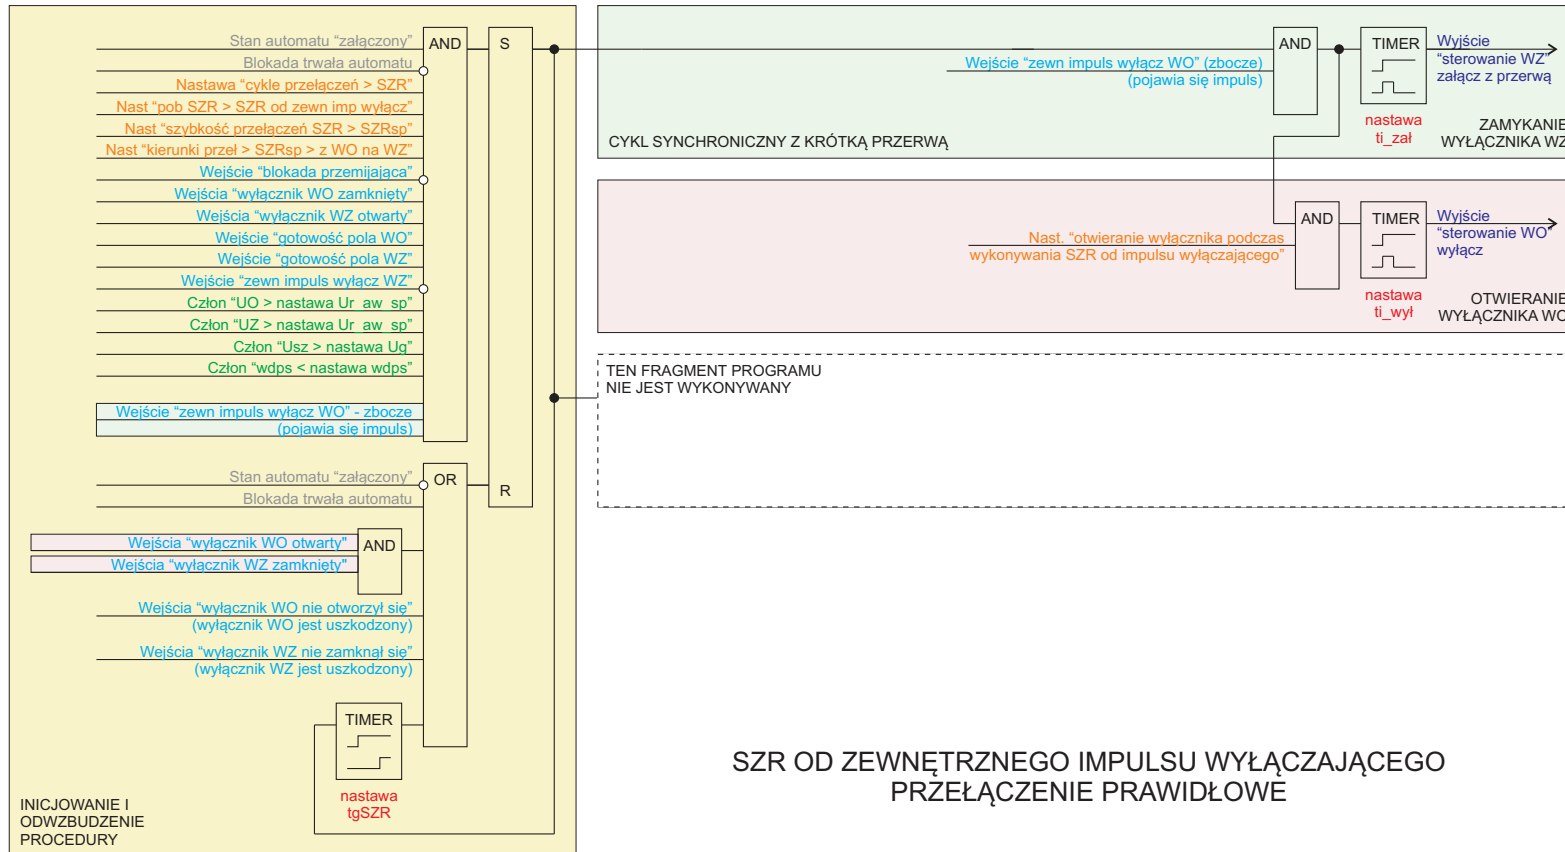 Stan automatu “załączony”
Blokada trwała automatu
Nastawa “cykle przełączeń > SZR”
Nast “pob SZR > SZR od zewn imp wyłącz”
Nast “szybkość przełączeń SZR > SZRsp”
Nast “kierunki przeł > SZRsp > z WO na WZ”
Wejście “blokada przemijająca”
Wejścia “wyłącznik WO zamknięty”
Wejścia “wyłącznik WZ otwarty”
Wejście “gotowość pola WO”
Wejście “gotowość pola WZ”
Wejście “zewn impuls wyłącz WZ”
Człon “UO > nastawa Ur_aw_sp”
Człon “UZ > nastawa Ur_aw_sp”
Człon “Usz > nastawa Ug”
Człon “wdps < nastawa wdps”
Wejście “zewn impuls wyłącz WO” - zbocze
(pojawia się impuls)
AND
S
R
Stan automatu “załączony”
Blokada trwała automatu
OR
Wejścia “wyłącznik WO otwarty"
Wejścia “wyłącznik WZ zamknięty"
AND
Wejścia “wyłącznik WO nie otworzył się”
(wyłącznik WO jest uszkodzony)
Wejścia “wyłącznik WZ nie zamknął się”
(wyłącznik WZ jest uszkodzony)
TIMER
nastawa
tgSZR
INICJOWANIE I
ODWZBUDZENIE
PROCEDURY
Wejście “zewn impuls wyłącz WO” (zbocze)
(pojawia się impuls)
AND
TIMER
nastawa
ti_zał
Wyjście
“sterowanie WZ”
załącz z przerwą
CYKL SYNCHRONICZNY Z KRÓTKĄ PRZERWĄ
ZAMYKANIE
WYŁĄCZNIKA WZ
Nast. “otwieranie wyłącznika podczas
wykonywania SZR od impulsu wyłączającego”
AND
TIMER
nastawa
ti_wył
Wyjście
“sterowanie WO”
wyłącz
OTWIERANIE
WYŁĄCZNIKA WO
TEN FRAGMENT PROGRAMU
NIE JEST WYKONYWANY
SZR OD ZEWNĘTRZNEGO IMPULSU WYŁĄCZAJĄCEGO
PRZEŁĄCZENIE PRAWIDŁOWE